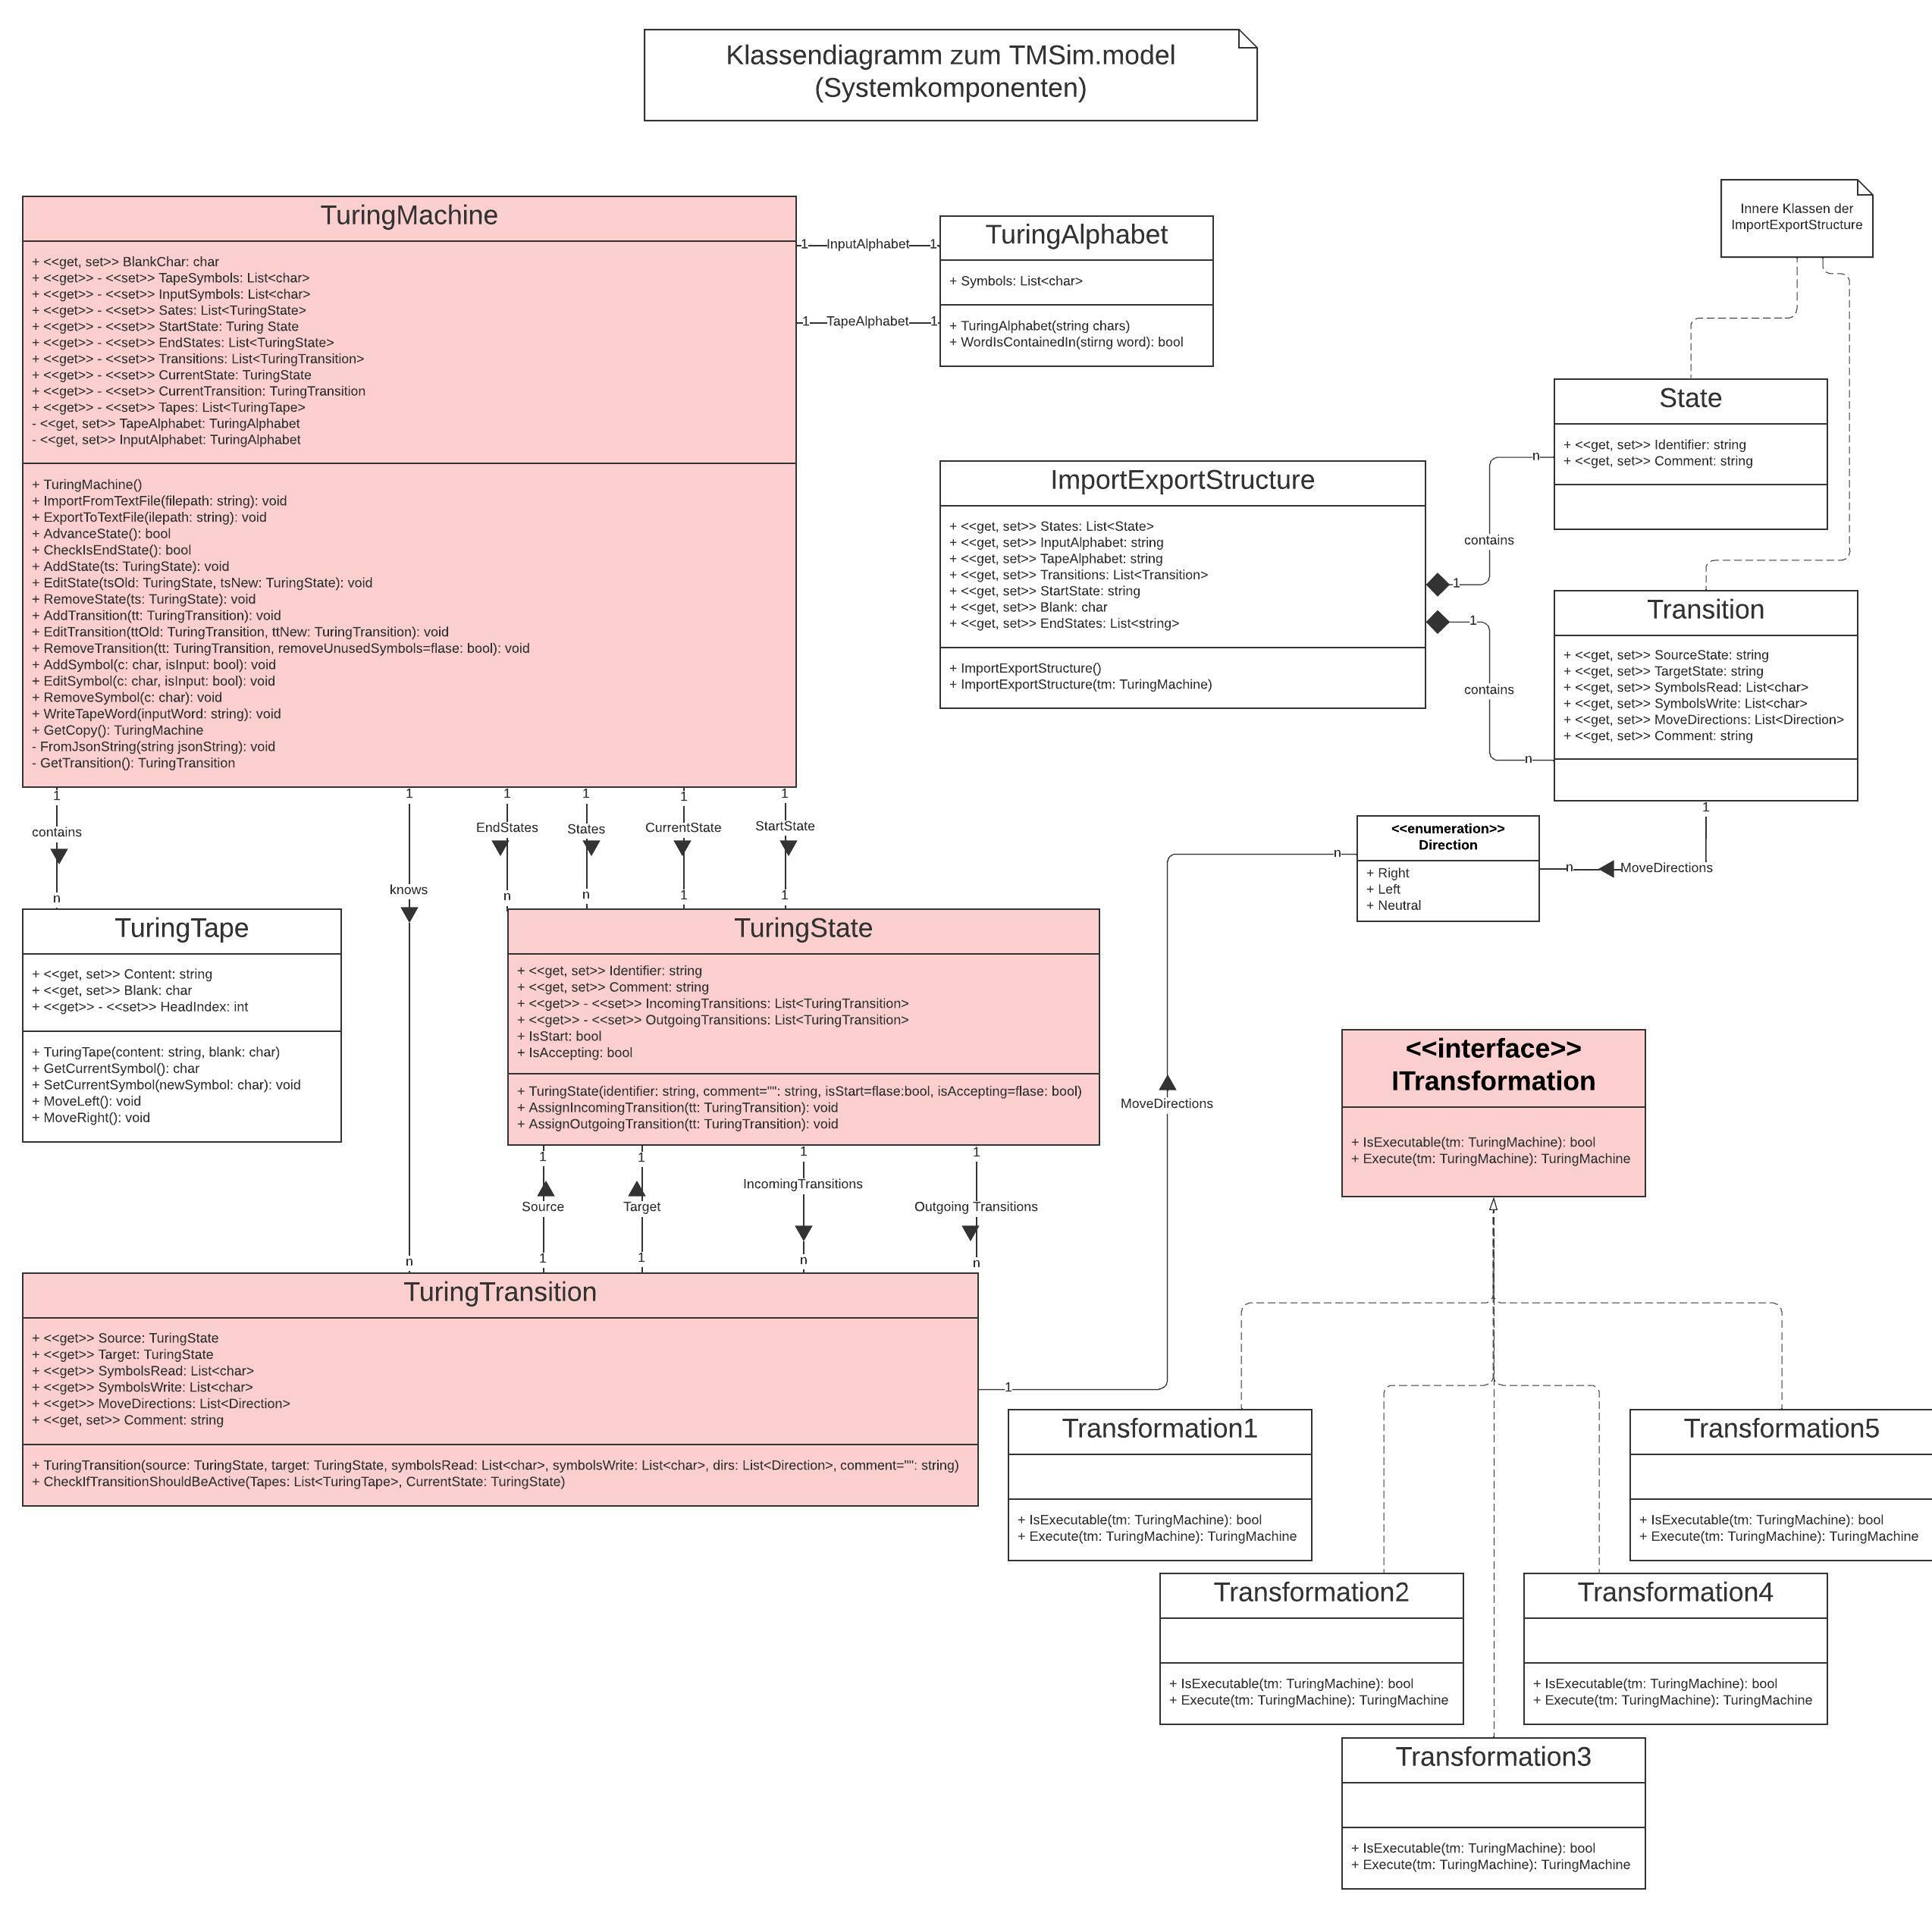 Klassendiagramm zum TMSim.model
(Systemkomponenten)
TuringMachine
+ <<get, set>> BlankChar: char
+ <<get>> - <<set>> TapeSymbols: List<char>
+ <<get>> - <<set>> InputSymbols: List<char>
+ <<get>> - <<set>> Sates: List<TuringState>
+ <<get>> - <<set>> StartState: Turing State
+ <<get>> - <<set>> EndStates: List<TuringState>
+ <<get>> - <<set>> Transitions: List<TuringTransition>
+ <<get>> - <<set>> CurrentState: TuringState
+ <<get>> - <<set>> CurrentTransition: TuringTransition
+ <<get>> - <<set>> Tapes: List<TuringTape>
- <<get, set>> TapeAlphabet: TuringAlphabet
- <<get, set>> InputAlphabet: TuringAlphabet
+ TuringMachine()
+ ImportFromTextFile(filepath: string): void
+ ExportToTextFile(ilepath: string): void
+ AdvanceState(): bool
+ CheckIsEndState(): bool
+ AddState(ts: TuringState): void
+ EditState(tsOld: TuringState, tsNew: TuringState): void
+ RemoveState(ts: TuringState): void
+ AddTransition(tt: TuringTransition): void
+ EditTransition(ttOld: TuringTransition, ttNew: TuringTransition): void
+ RemoveTransition(tt: TuringTransition, removeUnusedSymbols=flase: bool): void
+ AddSymbol(c: char, isInput: bool): void
+ EditSymbol(c: char, isInput: bool): void
+ RemoveSymbol(c: char): void
+ WriteTapeWord(inputWord: string): void
+ GetCopy(): TuringMachine
- FromJsonString(string jsonString): void
- GetTransition(): TuringTransition
1 InputAlphabet 1
1 TapeAlphabet 1
TuringAlphabet
+ Symbols: List<char>
+ TuringAlphabet(string chars)
+ WordIsContainedIn(stirng word): bool
Innere Klassen der
ImportExportStructure
State
+ <<get, set>> Identifier: string
+ <<get, set>> Comment: string
ImportExportStructure
+ <<get, set>> States: List<State>
+ <<get, set>> InputAlphabet: string
+ <<get, set>> TapeAlphabet: string
+ <<get, set>> Transitions: List<Transition>
+ <<get, set>> StartState: string
+ <<get, set>> Blank: char
+ <<get, set>> EndStates: List<string>
+ ImportExportStructure()
+ ImportExportStructure(tm: TuringMachine)
n
contains
1
1
contains
n
Transition
+ <<get, set>> SourceState: string
+ <<get, set>> TargetState: string
+ <<get, set>> SymbolsRead: List<char>
+ <<get, set>> SymbolsWrite: List<char>
+ <<get, set>> MoveDirections: List<Direction>
+ <<get, set>> Comment: string
1
n MoveDirections
<<enumeration>>
Direction
+ Right
+ Left
+ Neutral
n
1 1 1 1 1 1
contains
knows
EndStates States CurrentState StartState
n n n 1 1
TuringTape
+ <<get, set>> Content: string
+ <<get, set>> Blank: char
+ <<get>> - <<set>> HeadIndex: int
+ TuringTape(content: string, blank: char)
+ GetCurrentSymbol(): char
+ SetCurrentSymbol(newSymbol: char): void
+ MoveLeft(): void
+ MoveRight(): void
TuringState
+ <<get, set>> Identifier: string
+ <<get, set>> Comment: string
+ <<get>> - <<set>> IncomingTransitions: List<TuringTransition>
+ <<get>> - <<set>> OutgoingTransitions: List<TuringTransition>
+ IsStart: bool
+ IsAccepting: bool
+ TuringState(identifier: string, comment="": string, isStart=flase:bool, isAccepting=flase: bool)
+ AssignIncomingTransition(tt: TuringTransition): void
+ AssignOutgoingTransition(tt: TuringTransition): void
MoveDirections
1 1 1 1
Source Target IncomingTransitions Outgoing Transitions
n 1 1 n n
TuringTransition
+ <<get>> Source: TuringState
+ <<get>> Target: TuringState
+ <<get>> SymbolsRead: List<char>
+ <<get>> SymbolsWrite: List<char>
+ <<get>> MoveDirections: List<Direction>
+ <<get, set>> Comment: string
+ TuringTransition(source: TuringState, target: TuringState, symbolsRead: List<char>, symbolsWrite: List<char>, dirs: List<Direction>, comment="": string)
+ CheckIfTransitionShouldBeActive(Tapes: List<TuringTape>, CurrentState: TuringState)
1
<<interface>>
ITransformation
+ IsExecutable(tm: TuringMachine): bool
+ Execute(tm: TuringMachine): TuringMachine
Transformation1
+ IsExecutable(tm: TuringMachine): bool
+ Execute(tm: TuringMachine): TuringMachine
Transformation5
+ IsExecutable(tm: TuringMachine): bool
+ Execute(tm: TuringMachine): TuringMachine
Transformation2
+ IsExecutable(tm: TuringMachine): bool
+ Execute(tm: TuringMachine): TuringMachine
Transformation4
+ IsExecutable(tm: TuringMachine): bool
+ Execute(tm: TuringMachine): TuringMachine
Transformation3
+ IsExecutable(tm: TuringMachine): bool
+ Execute(tm: TuringMachine): TuringMachine